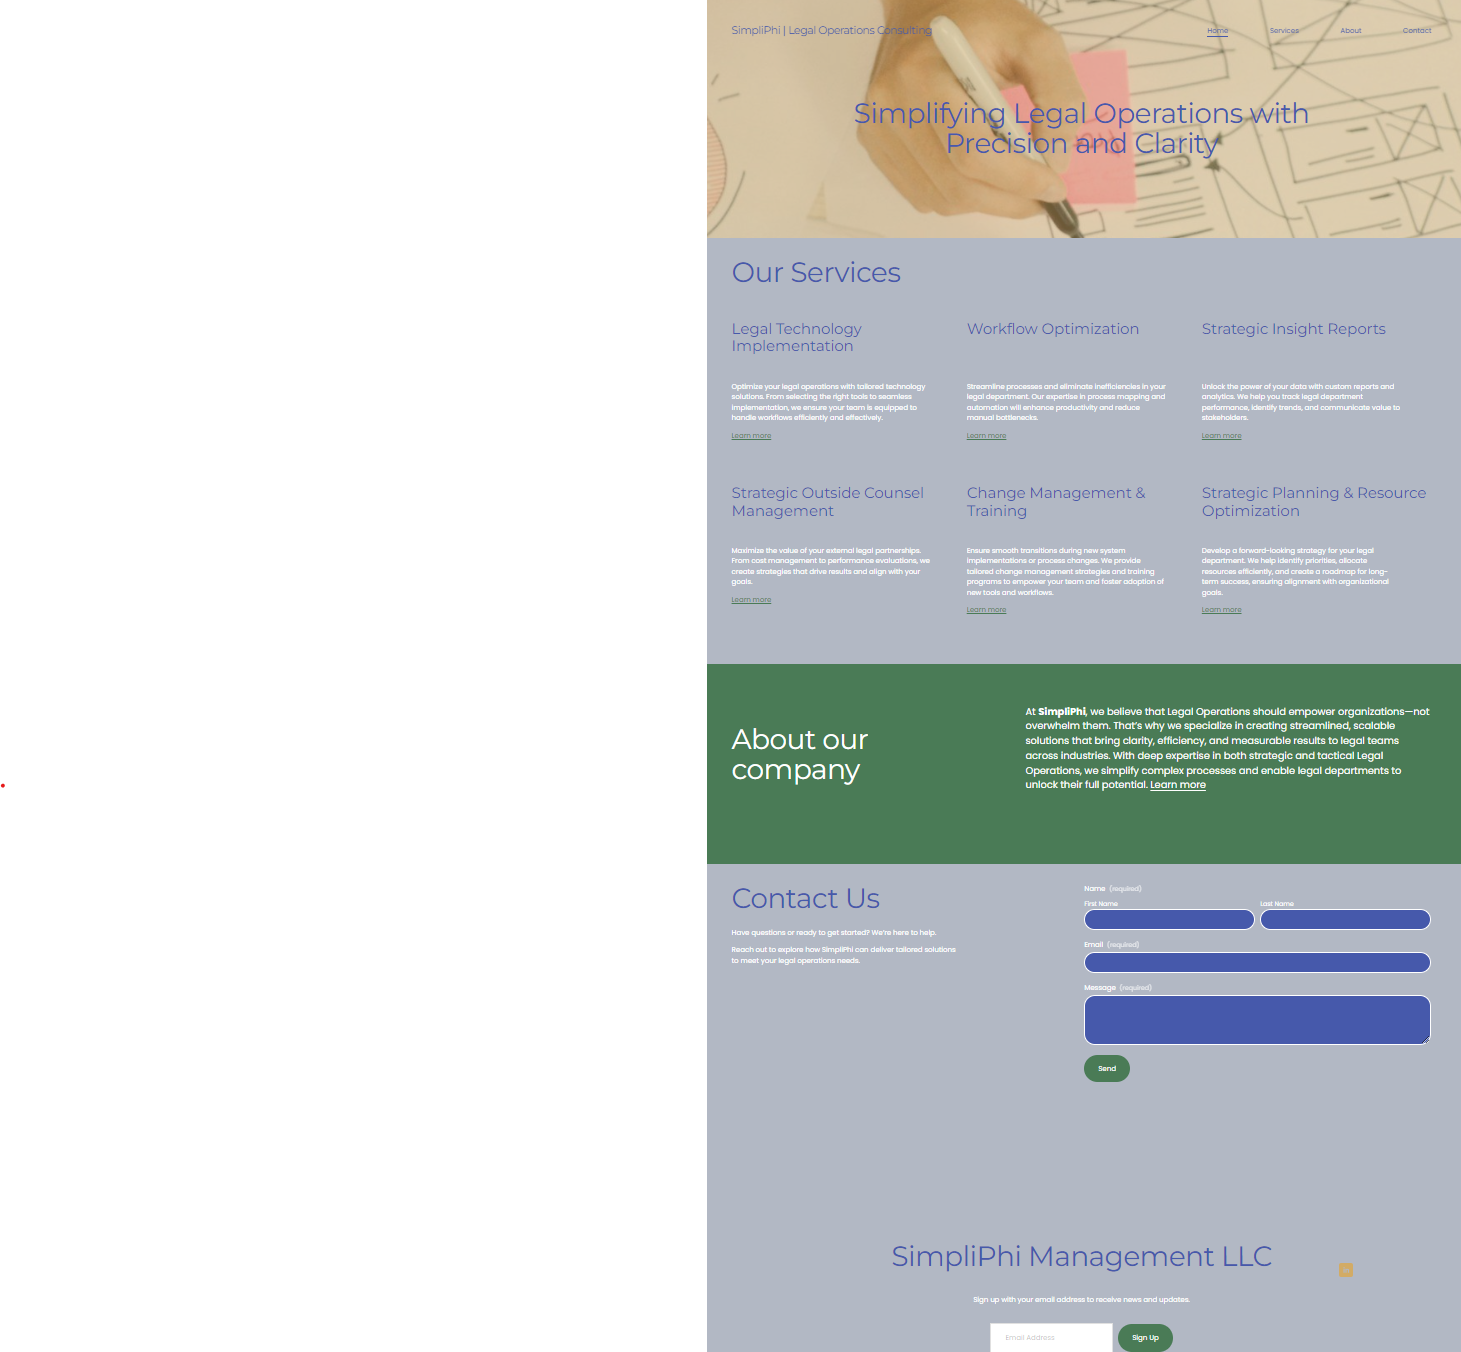 SimpliPhi | Legal Operations Consulting
Home
Services
About
Contact
Simplifying Legal Operations with
Precision and Clarity
Our Services
Legal Technology
Implementation
Optimize your legal operations with tailored technology
solutions. From selecting the right tools to seamless
implementation, we ensure your team is equipped to
handle workflows efficiently and effectively.
Learn more
Workflow Optimization
Streamline processes and eliminate inefficiencies in your
legal department. Our expertise in process mapping and
automation will enhance productivity and reduce
manual bottlenecks.
Learn more
Strategic Insight Reports
Unlock the power of your data with custom reports and
analytics. We help you track legal department
performance, identify trends, and communicate value to
stakeholders.
Learn more
Strategic Outside Counsel
Management
Maximize the value of your external legal partnerships.
From cost management to performance evaluations, we
create strategies that drive results and align with your
goals.
Learn more
Change Management &
Training
Ensure smooth transitions during new system
implementations or process changes. We provide
tailored change management strategies and training
programs to empower your team and foster adoption of
new tools and workflows.
Learn more
Strategic Planning & Resource
Optimization
Develop a forward-looking strategy for your legal
department. We help identify priorities, allocate
resources efficiently, and create a roadmap for long-
term success, ensuring alignment with organizational
goals.
Learn more
About our
company
At SimpliPhi, we believe that Legal Operations should empower organizations—not
overwhelm them. That's why we specialize in creating streamlined, scalable
solutions that bring clarity, efficiency, and measurable results to legal teams
across industries. With deep expertise in both strategic and tactical Legal
Operations, we simplify complex processes and enable legal departments to
unlock their full potential. Learn more
Contact Us
Have questions or ready to get started? We're here to help.
Reach out to explore how SimpliPhi can deliver tailored solutions
to meet your legal operations needs.
Name (required)
First Name
Last Name
Email (required)
Message (required)
Send
SimpliPhi Management LLC
Sign up with your email address to receive news and updates.
Email Address
Sign Up